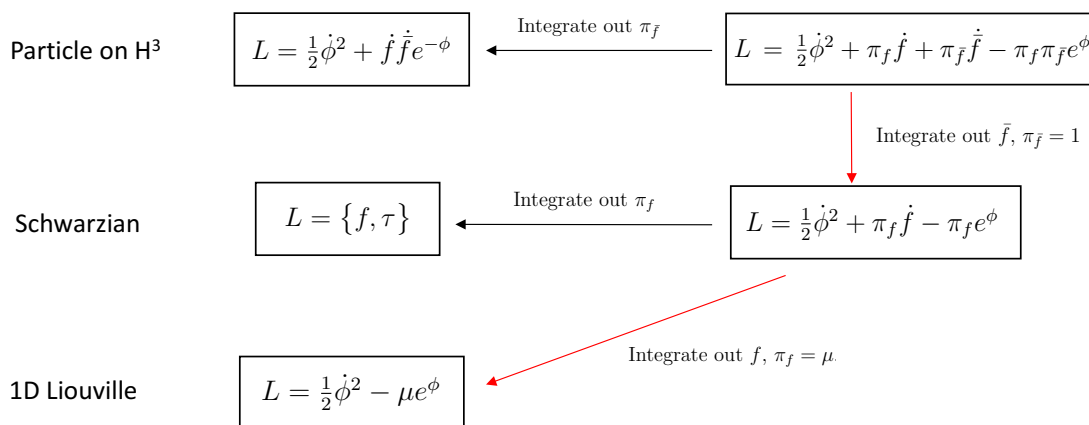 Particle on H³
L = ½φ̇² + ḟ f̄̇ e^{-φ}
Integrate out π_f̄
L = ½φ̇² + π_f ḟ + π_f̄ f̄̇ − π_f π_f̄ e^φ
Integrate out f̄, π_f̄ = 1
Schwarzian
L = {f, τ}
Integrate out π_f
L = ½φ̇² + π_f ḟ − π_f e^φ
Integrate out f, π_f = μ.
1D Liouville
L = ½φ̇² − μe^φ